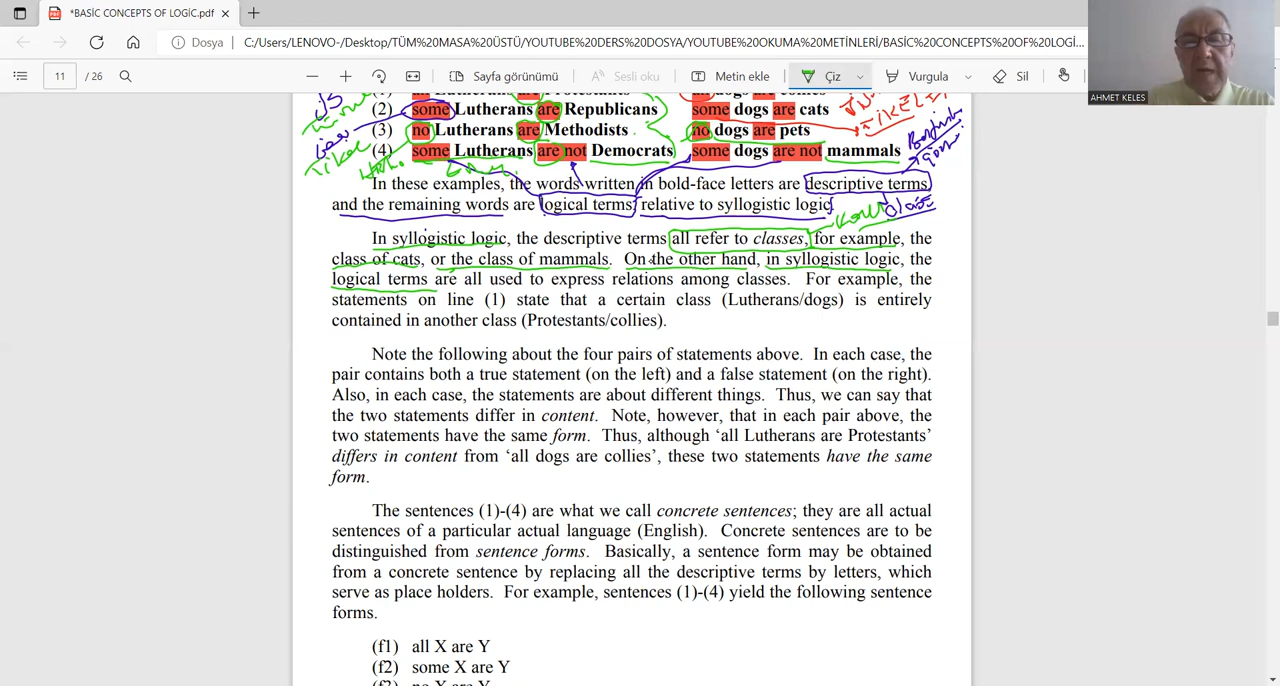 *BASİC CONCEPTS OF LOGİC.pdf
Dosya C:/Users/LENOVO-/Desktop/TÜM%20MASA%20ÜSTÜ/YOUTUBE%20DERS%20DOSYA/YOUTUBE%20OKUMA%20METİNLERİ/BASİC%20CONCEPTS%20OF%20LOGİ...
11 / 26 Sayfa görünümü Sesli oku Metin ekle Çiz Vurgula Sil
AHMET KELES
(2) some Lutherans are Republicans some dogs are cats
(3) no Lutherans are Methodists no dogs are pets
(4) some Lutherans are not Democrats some dogs are not mammals
In these examples, the words written in bold-face letters are descriptive terms,
and the remaining words are logical terms, relative to syllogistic logic.
class
In syllogistic logic, the descriptive terms all refer to classes, for example, the
class of cats, or the class of mammals. On the other hand, in syllogistic logic, the
logical terms are all used to express relations among classes. For example, the
statements on line (1) state that a certain class (Lutherans/dogs) is entirely
contained in another class (Protestants/collies).
Note the following about the four pairs of statements above. In each case, the
pair contains both a true statement (on the left) and a false statement (on the right).
Also, in each case, the statements are about different things. Thus, we can say that
the two statements differ in content. Note, however, that in each pair above, the
two statements have the same form. Thus, although ‘all Lutherans are Protestants’
differs in content from ‘all dogs are collies’, these two statements have the same
form.
The sentences (1)-(4) are what we call concrete sentences; they are all actual
sentences of a particular actual language (English). Concrete sentences are to be
distinguished from sentence forms. Basically, a sentence form may be obtained
from a concrete sentence by replacing all the descriptive terms by letters, which
serve as place holders. For example, sentences (1)-(4) yield the following sentence
forms.
(f1) all X are Y
(f2) some X are Y